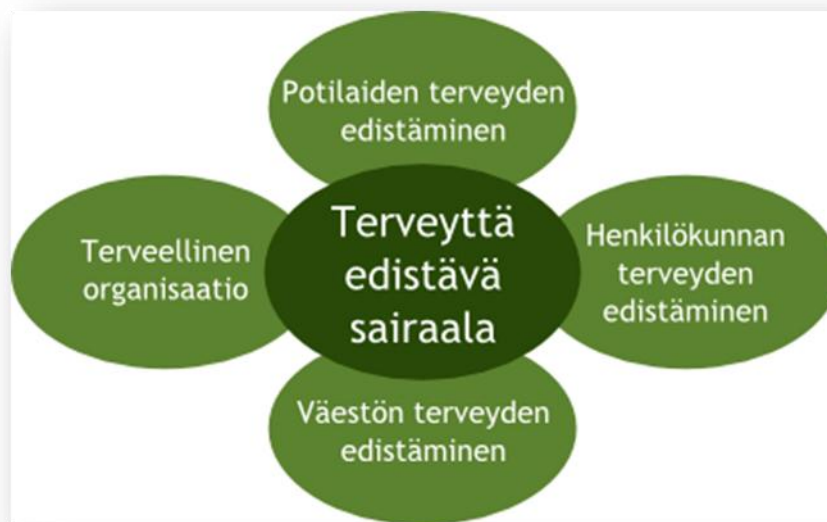 Potilaiden terveyden
edistäminen
Terveellinen
organisaatio
Terveyttä
edistävä
sairaala
Henkilökunnan
terveyden
edistäminen
Väestön terveyden
edistäminen